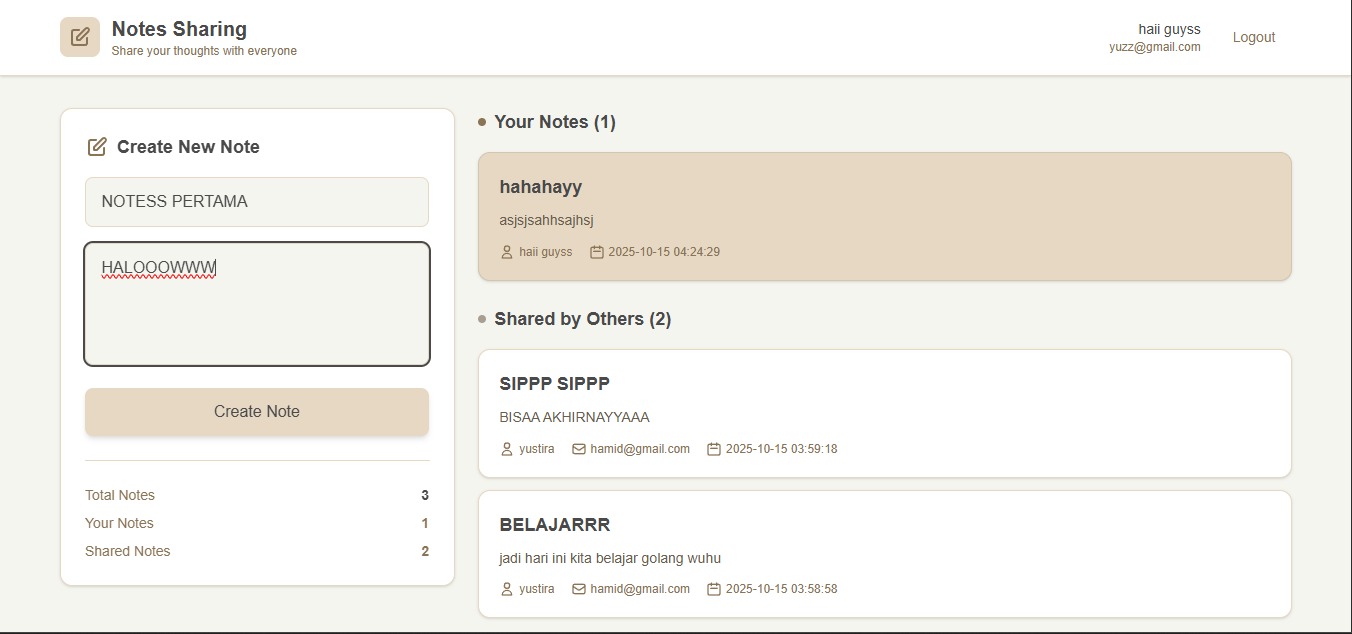 Notes Sharing
Share your thoughts with everyone
haii guyss
yuzz@gmail.com
Logout
Create New Note
NOTESS PERTAMA
HALOOOWWW
Create Note
Total Notes 3
Your Notes 1
Shared Notes 2
Your Notes (1)
hahahayy
asjsjsahhsajhsj
haii guyss 2025-10-15 04:24:29
Shared by Others (2)
SIPPP SIPPP
BISAA AKHIRNAYYAAA
yustira hamid@gmail.com 2025-10-15 03:59:18
BELAJARRR
jadi hari ini kita belajar golang wuhu
yustira hamid@gmail.com 2025-10-15 03:58:58